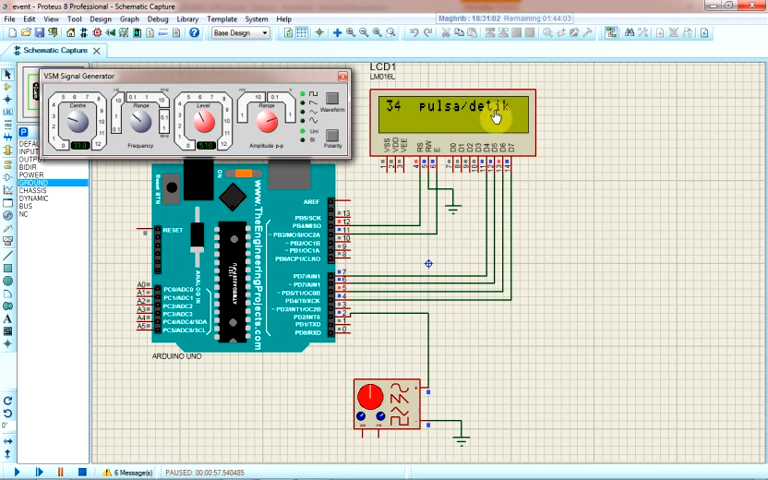 event - Proteus 8 Professional - Schematic Capture
Maghrib : 18:31:02 Remaining 01:44:03
File Edit View Tool Design Graph Debug Library Template System Help
Base Design
Schematic Capture
VSM Signal Generator
Centre
Range
Level
Range
Waveform
Uni
Bi
Polarity
Frequency
Amplitude p-p
LCD1
LM016L
34 pulsa/detik
VSS
VDD
VEE
RS
RW
E
D0
D1
D2
D3
D4
D5
D6
D7
P
POWER
GROUND
CHASSIS
DYNAMIC
BUS
NC
Reset BTN
ON
www.TheEngineeringProjects.com
AREF
13
PB5/SCK
12
PB4/MISO
11
~ PB3/MOSI/OC2A
10
~ PB2/OC1B
9
~ PB1/OC1A
8
PB0/ICP1/CLKO
RESET
ANALOG IN
A0
PC0/ADC0
A1
PC1/ADC1
A2
PC2/ADC2
A3
PC3/ADC3
A4
PC4/ADC4/SDA
A5
PC5/ADC5/SCL
7
PD7/AIN1
6
5
~ PD5/T1/OC0B
4
PD4/T0/XCK
3
~ PD3/INT1/OC2B
2
PD2/INT0
1
PD1/TXD
0
PD0/RXD
ARDUINO UNO
6 Message(s)
PAUSED: 00:00:57.540485